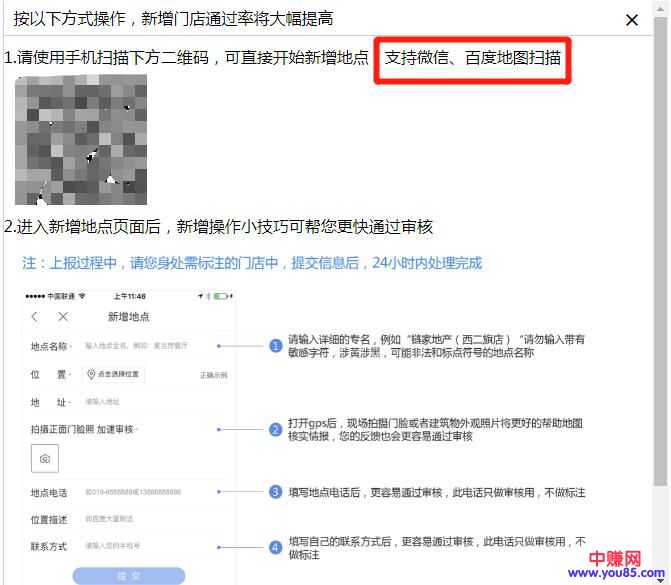 按以下方式操作，新增门店通过率将大幅提高
1.请使用手机扫描下方二维码，可直接开始新增地点
支持微信、百度地图扫描
2.进入新增地点页面后，新增操作小技巧可帮您更快通过审核
注：上报过程中，请您身处需标注的门店中，提交信息后，24小时内处理完成
中国联通 上午11:46
新增地点
地点名称* 输入地点全名，例如：麦当劳餐厅
1 请输入详细的专名，例如“链家地产（西二旗店）“请勿输入带有
敏感字符，涉黄涉黑，可能非法和标点符号的地点名称
位 置* 点击选择位置 正确示例
地 址* 请输入地址
拍摄正面门脸照 加速审核*
2 打开gps后，现场拍摄门脸或者建筑物外观照片将更好的帮助地图
核实情报，您的反馈也会更容易通过审核
地点电话 如010-8888888或13888888888
3 填写地点电话后，更容易通过审核，此电话只做审核用，不做标注
位置描述 如百度大厦附近
联系方式 请输入您的手机号
4 填写自己的联系方式后，更容易通过审核，此电话只做审核用，不
做标注
提 交
中赚网
www.you85.com